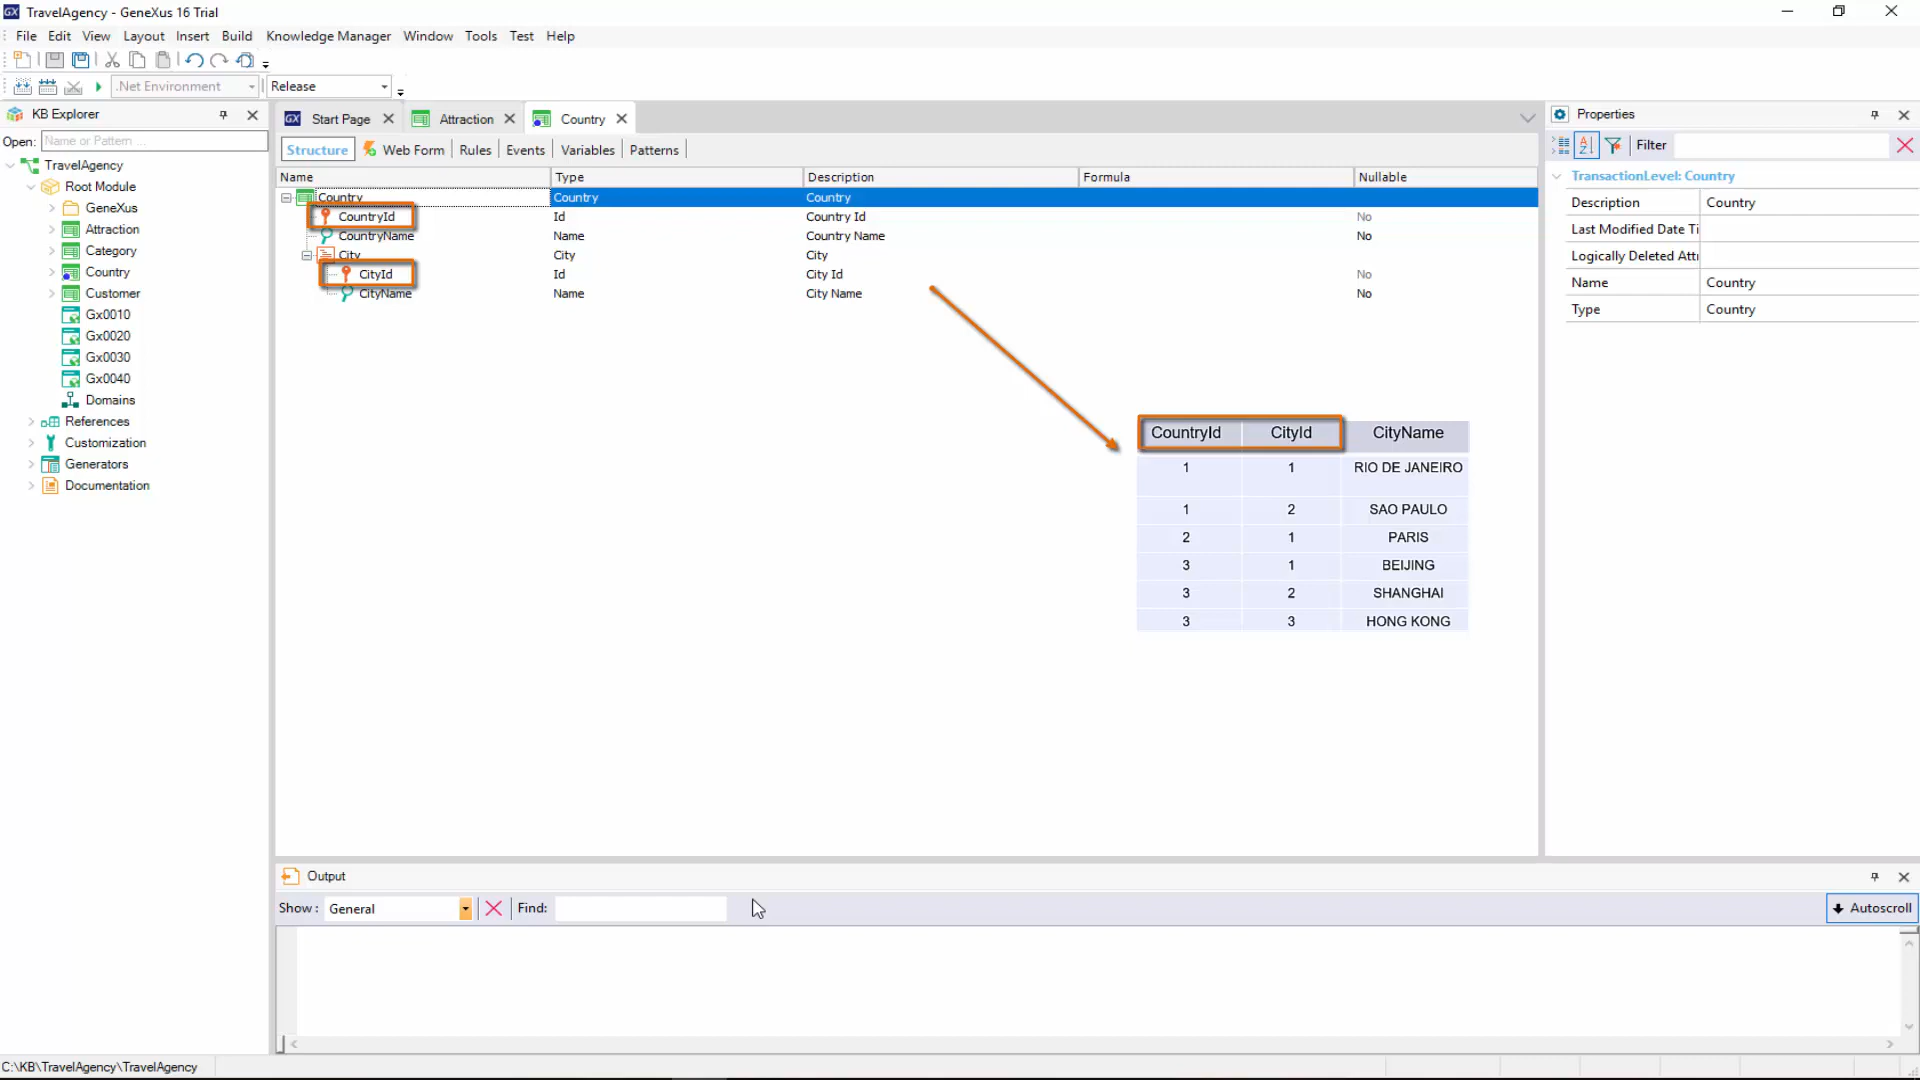 TravelAgency - GeneXus 16 Trial
File Edit View Layout Insert Build Knowledge Manager Window Tools Test Help
.Net Environment Release
KB Explorer
Open: Name or Pattern ...
TravelAgency
Root Module
GeneXus
Attraction
Category
Country
Customer
Gx0010
Gx0020
Gx0030
Gx0040
Domains
References
Customization
Generators
Documentation
Start Page Attraction Country
Structure Web Form Rules Events Variables Patterns
Name Type Description Formula Nullable
Country Country Country
CountryId Id Country Id No
CountryName Name Country Name No
City City City
CityId Id City Id No
CityName Name City Name No
CountryId CityId CityName
1 1 RIO DE JANEIRO
1 2 SAO PAULO
2 1 PARIS
3 1 BEIJING
3 2 SHANGHAI
3 3 HONG KONG
Properties
Filter
TransactionLevel: Country
Description Country
Last Modified Date Ti
Logically Deleted Attri
Name Country
Type Country
Output
Show : General Find: Autoscroll
C:\KB\TravelAgency\TravelAgency